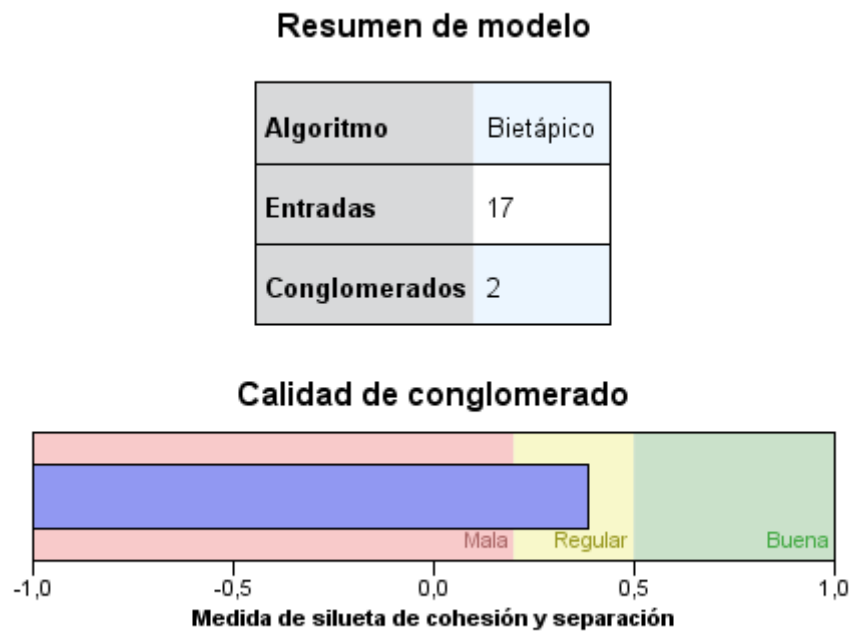 Resumen de modelo
Algoritmo Bietápico
Entradas 17
Conglomerados 2
Calidad de conglomerado
Mala Regular Buena
-1,0 -0,5 0,0 0,5 1,0
Medida de silueta de cohesión y separación